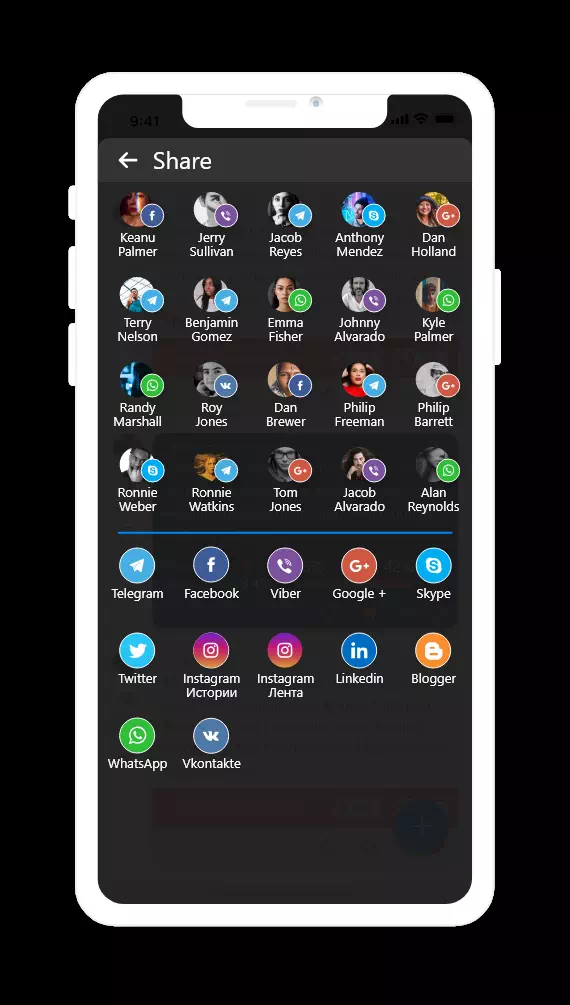 9:41
Share
Keanu Palmer
Jerry Sullivan
Jacob Reyes
Anthony Mendez
Dan Holland
Terry Nelson
Benjamin Gomez
Emma Fisher
Johnny Alvarado
Kyle Palmer
Randy Marshall
Roy Jones
Dan Brewer
Philip Freeman
Philip Barrett
Ronnie Weber
Ronnie Watkins
Tom Jones
Jacob Alvarado
Alan Reynolds
Telegram
Facebook
Viber
Google +
Skype
Twitter
Instagram Истории
Instagram Лента
Linkedin
Blogger
WhatsApp
Vkontakte